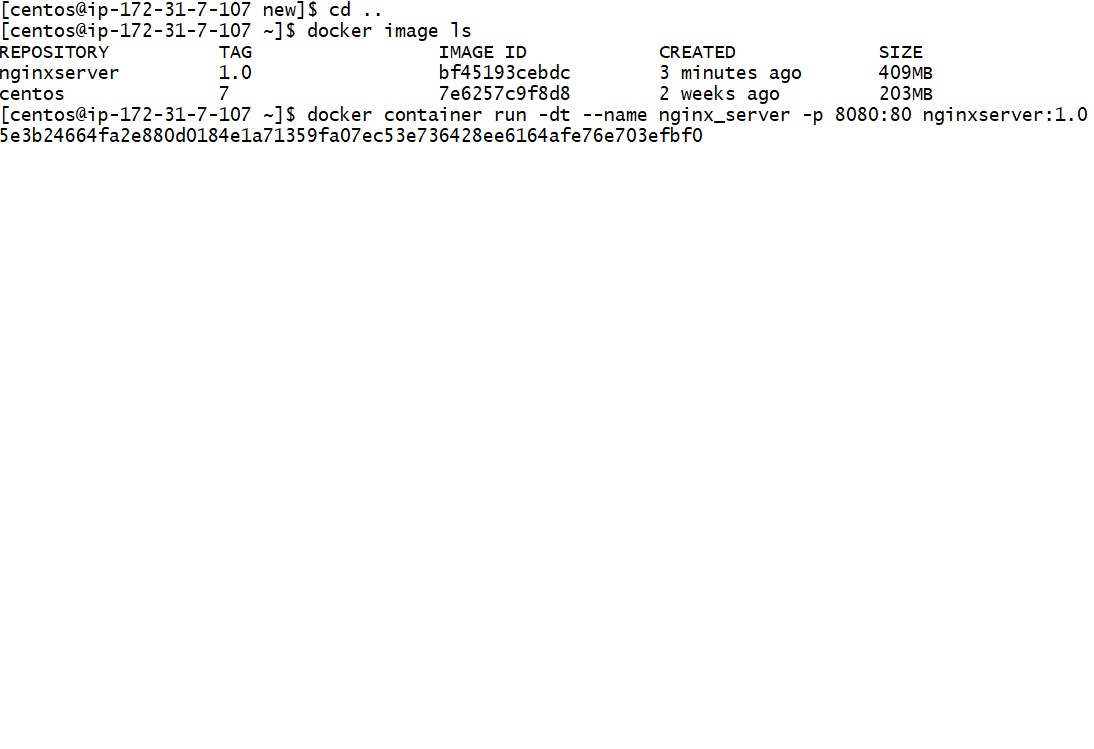 [centos@ip-172-31-7-107 new]$ cd ..
[centos@ip-172-31-7-107 ~]$ docker image ls
REPOSITORY          TAG                 IMAGE ID            CREATED             SIZE
nginxserver         1.0                 bf45193cebdc        3 minutes ago       409MB
centos              7                   7e6257c9f8d8        2 weeks ago         203MB
[centos@ip-172-31-7-107 ~]$ docker container run -dt --name nginx_server -p 8080:80 nginxserver:1.0
5e3b24664fa2e880d0184e1a71359fa07ec53e736428ee6164afe76e703efbf0